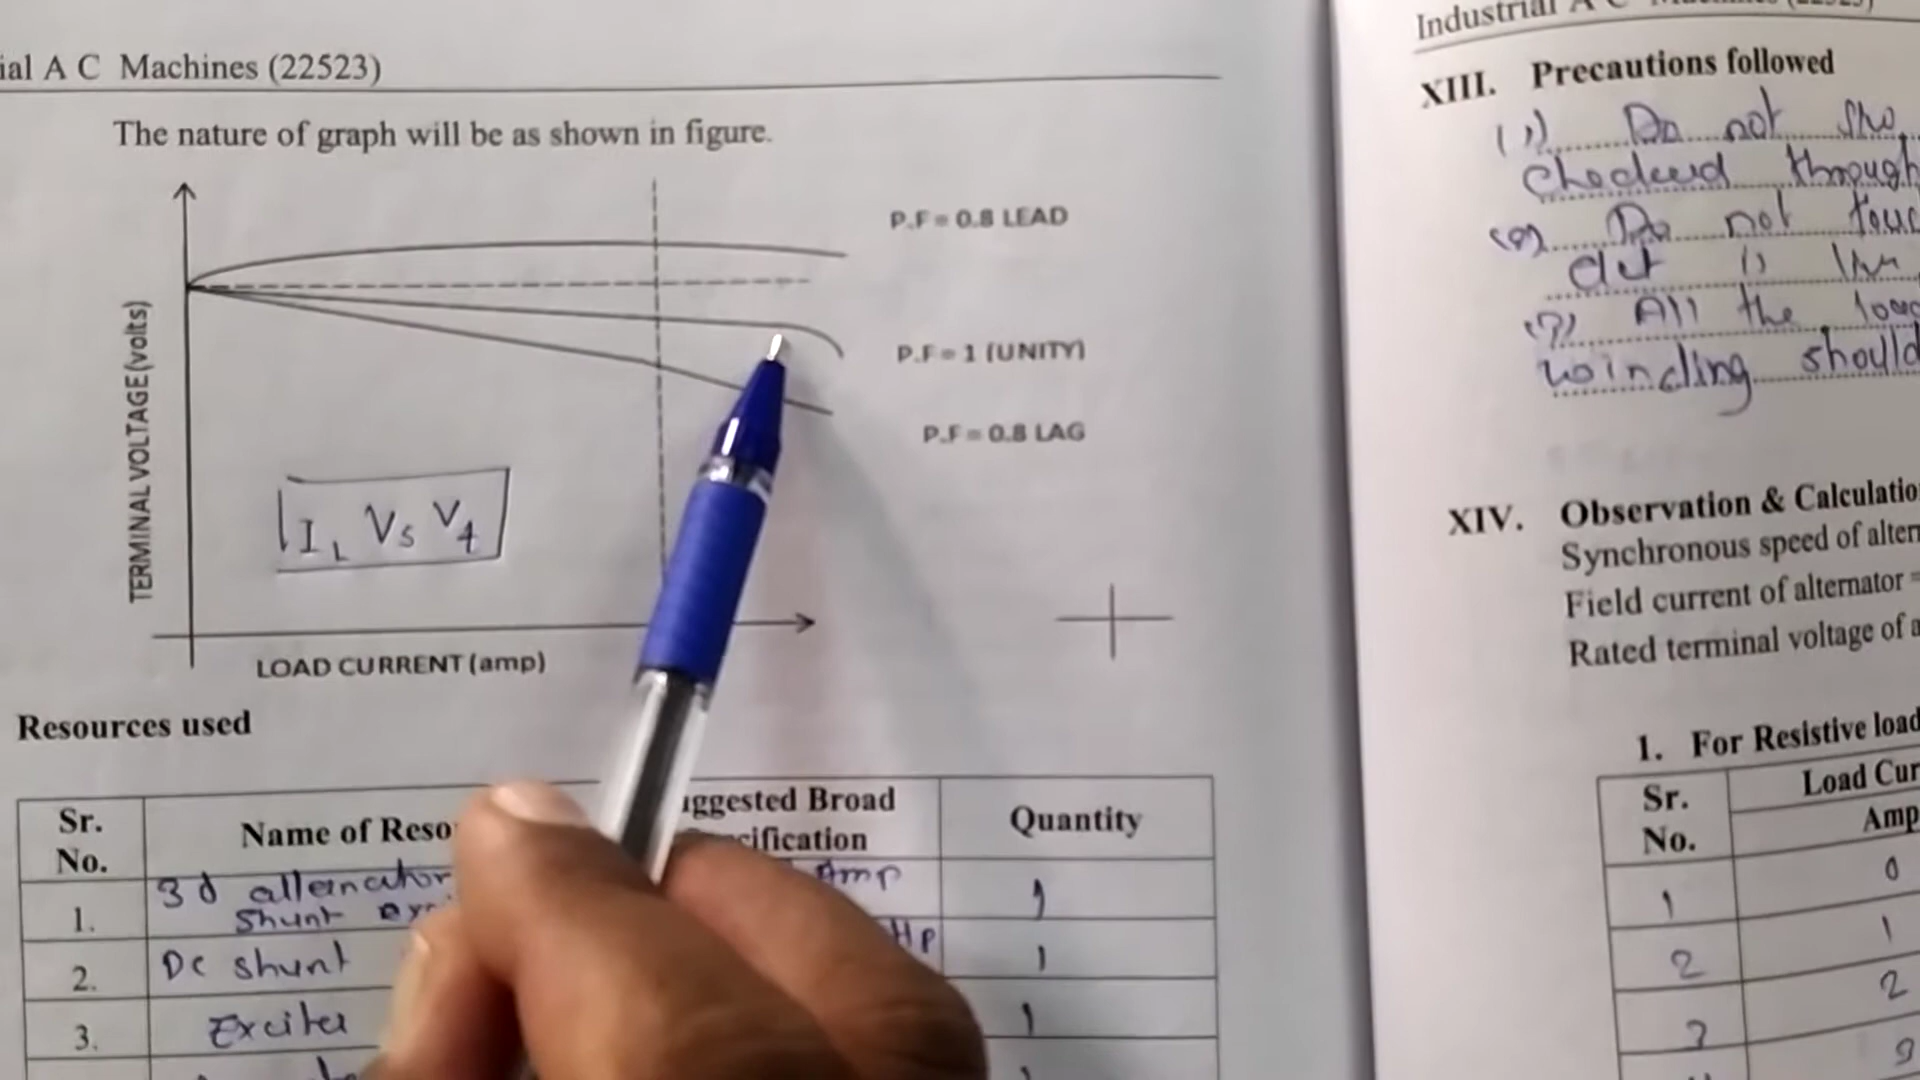 ial A C Machines (22523)
The nature of graph will be as shown in figure.
P.F = 0.8 LEAD
P.F = 1 (UNITY)
P.F = 0.8 LAG
TERMINAL VOLTAGE (volts)
IL Vs Vt
LOAD CURRENT (amp)
Resources used
Sr. No.
Name of Reso
uggested Broad
cification
Quantity
1.
3φ alternator
shunt
Amp
1
2.
Dc shunt
Hp
1
3.
Exciter
1
Industrial A C
XIII. Precautions followed
(1) Do not
through
(2) Do not
is
(3) All the
winding should
XIV. Observation & Calculatio
Synchronous speed of alter
Field current of alternator =
Rated terminal voltage of a
1. For Resistive load
Sr. No.
Load Cur
Amp
1 0
2 1
3 2